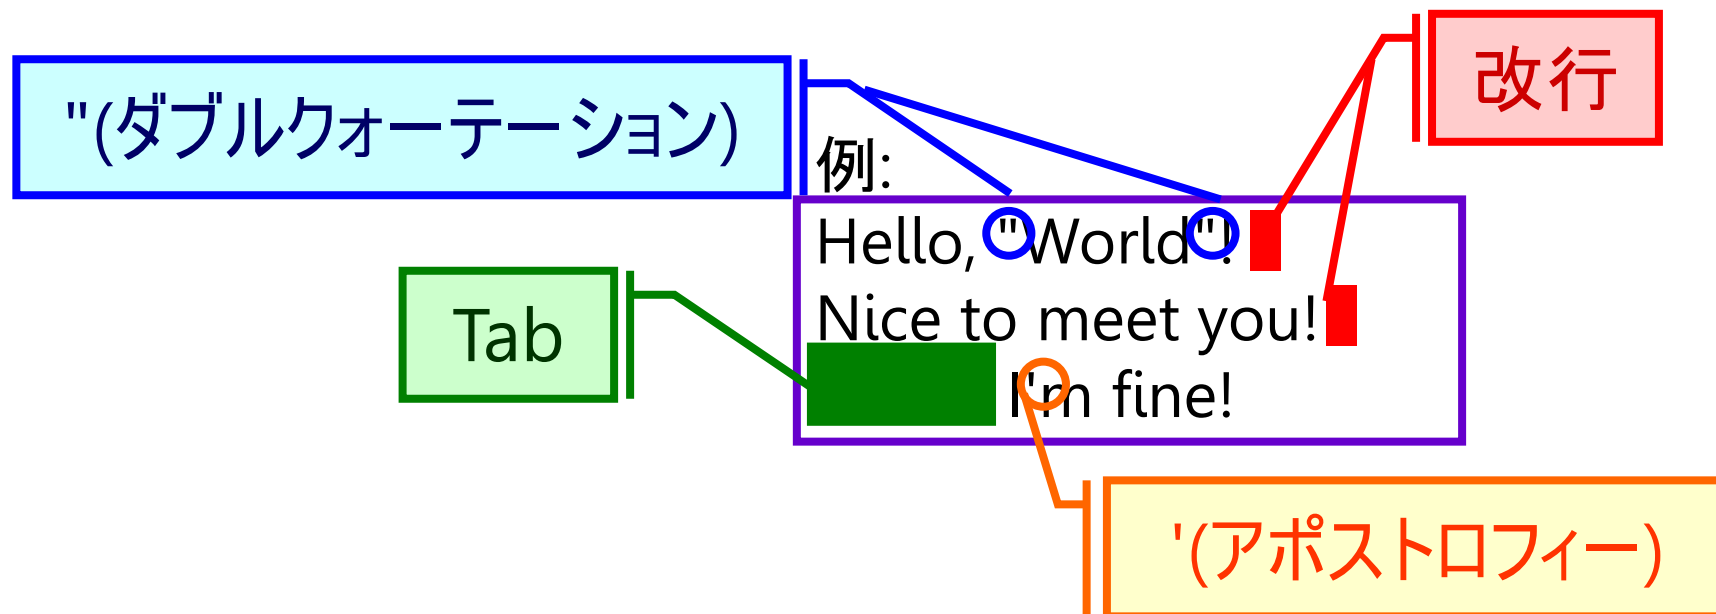 改行
"(ダブルクォーテーション)
例:
Hello, "World"!
Nice to meet you!
Tab
I'm fine!
'(アポストロフィー)